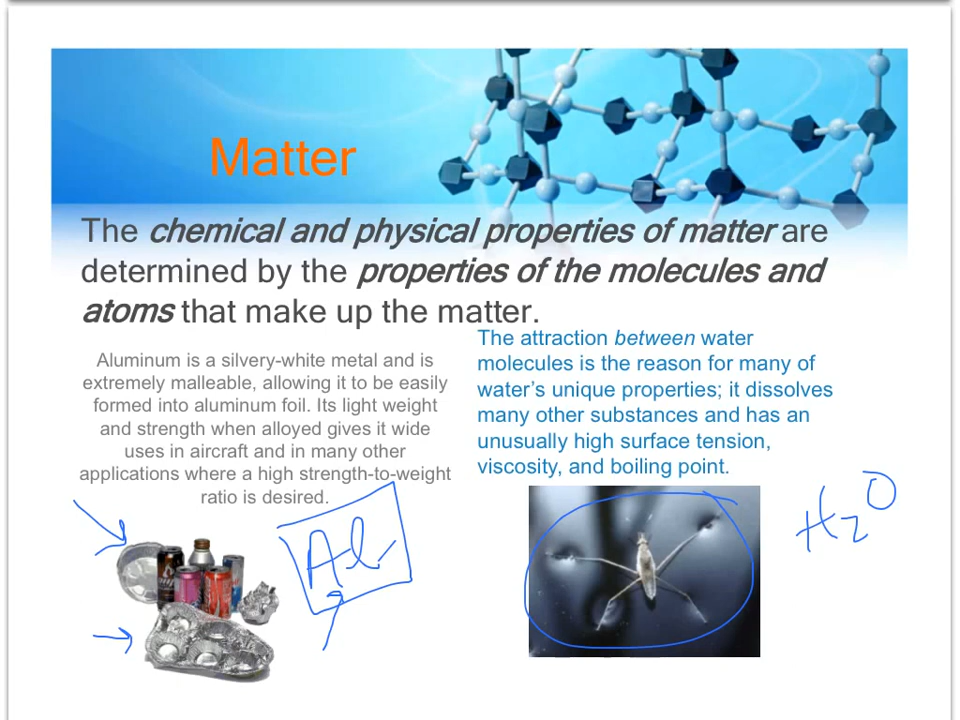 Matter
The chemical and physical properties of matter are
determined by the properties of the molecules and
atoms that make up the matter.
Aluminum is a silvery-white metal and is
extremely malleable, allowing it to be easily
formed into aluminum foil. Its light weight
and strength when alloyed gives it wide
uses in aircraft and in many other
applications where a high strength-to-weight
ratio is desired.
The attraction between water
molecules is the reason for many of
water's unique properties; it dissolves
many other substances and has an
unusually high surface tension,
viscosity, and boiling point.
Al
H2O